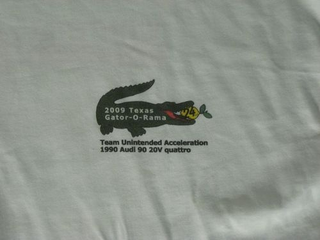 2009 Texas
Gator-O-Rama
Team Unintended Acceleration
1990 Audi 90 20V quattro